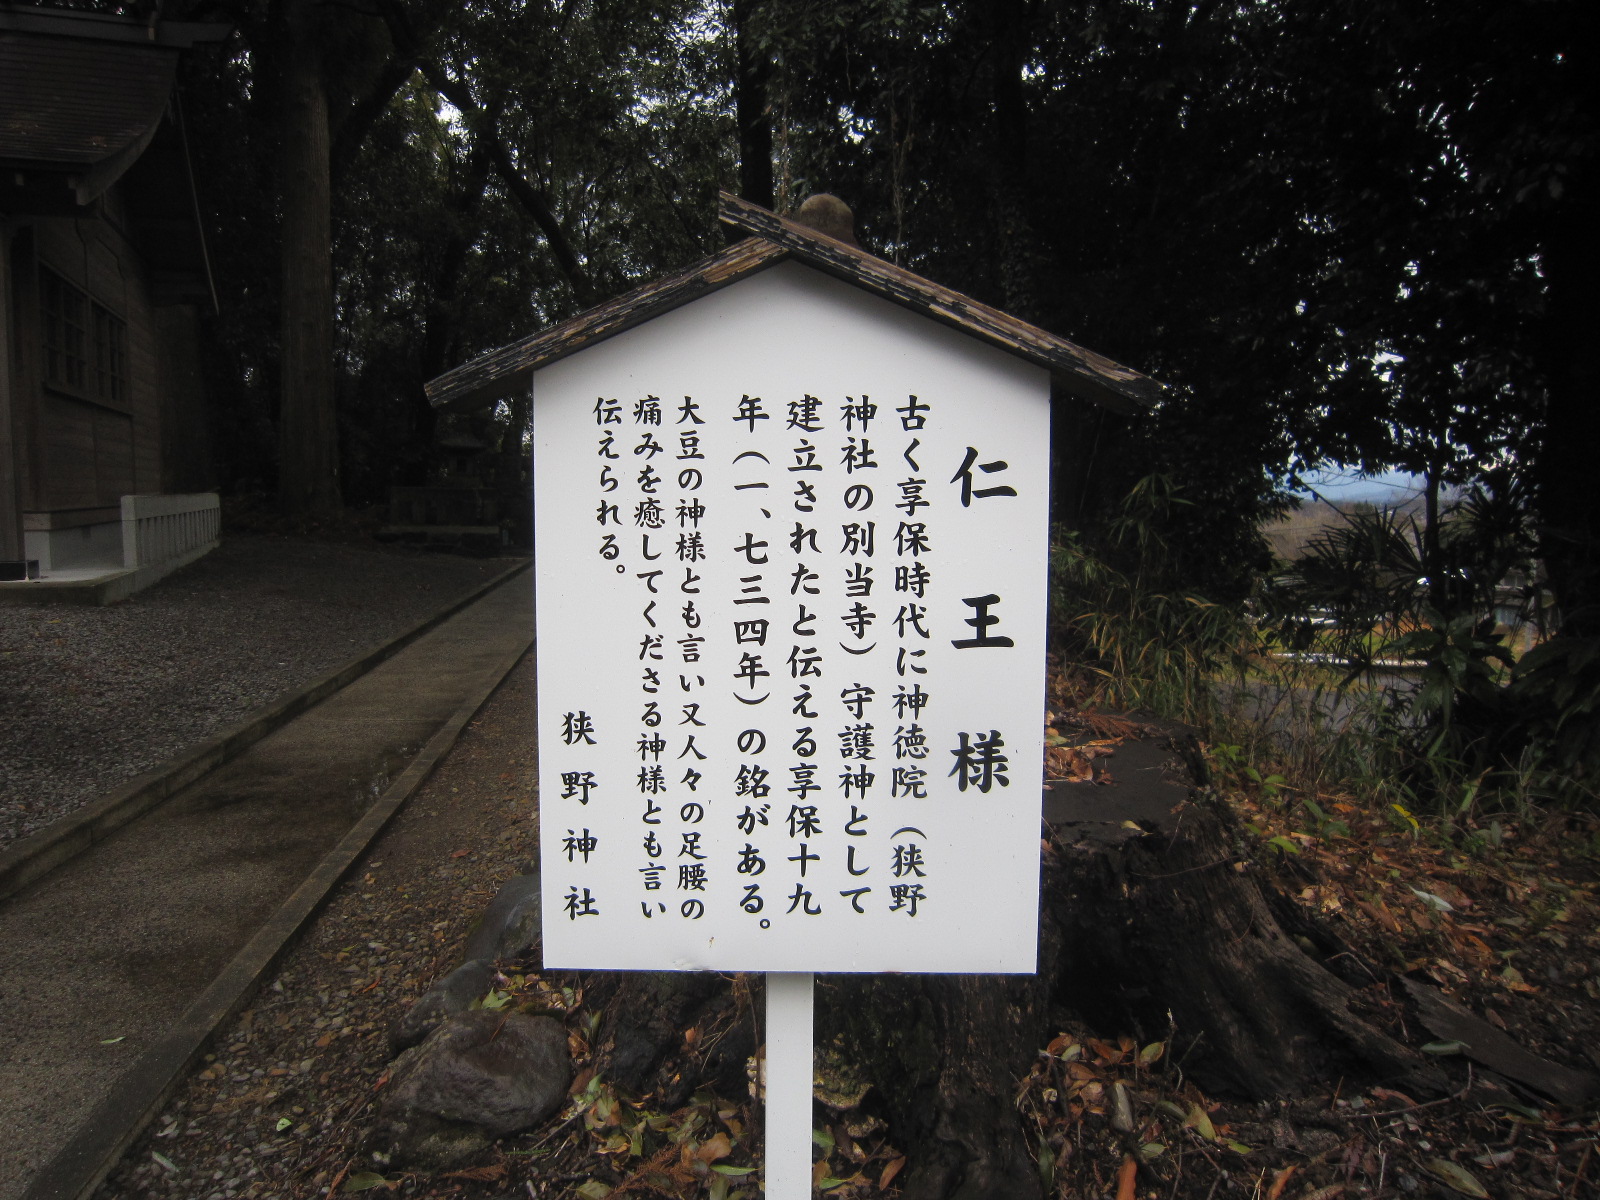 仁王様
古く享保時代に神徳院（狭野
神社の別当寺）守護神として
建立されたと伝える享保十九
年（一、七三四年）の銘がある。
大豆の神様とも言い又人々の足腰の
痛みを癒してくださる神様とも言い
伝えられる。
狭野神社